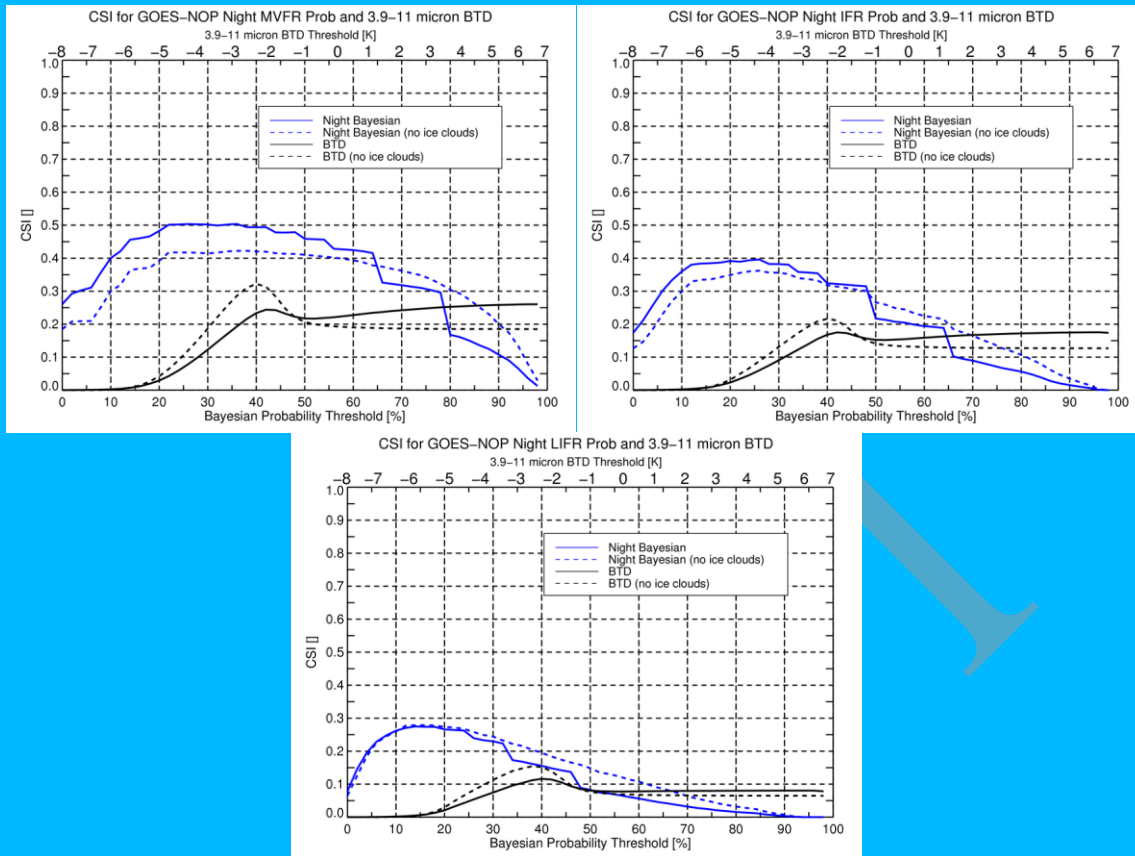 CSI for GOES−NOP Night MVFR Prob and 3.9−11 micron BTD
3.9−11 micron BTD Threshold [K]
−8 −7 −6 −5 −4 −3 −2 −1 0 1 2 3 4 5 6 7
1.0
0.9
0.8
0.7
0.6
0.5
0.4
0.3
0.2
0.1
0.0
CSI []
Night Bayesian
Night Bayesian (no ice clouds)
BTD
BTD (no ice clouds)
0 10 20 30 40 50 60 70 80 90 100
Bayesian Probability Threshold [%]
CSI for GOES−NOP Night IFR Prob and 3.9−11 micron BTD
3.9−11 micron BTD Threshold [K]
−8 −7 −6 −5 −4 −3 −2 −1 0 1 2 3 4 5 6 7
1.0
0.9
0.8
0.7
0.6
0.5
0.4
0.3
0.2
0.1
0.0
CSI []
Night Bayesian
Night Bayesian (no ice clouds)
BTD
BTD (no ice clouds)
0 10 20 30 40 50 60 70 80 90 100
Bayesian Probability Threshold [%]
CSI for GOES−NOP Night LIFR Prob and 3.9−11 micron BTD
3.9−11 micron BTD Threshold [K]
−8 −7 −6 −5 −4 −3 −2 −1 0 1 2 3 4 5 6 7
1.0
0.9
0.8
0.7
0.6
0.5
0.4
0.3
0.2
0.1
0.0
CSI []
Night Bayesian
Night Bayesian (no ice clouds)
BTD
BTD (no ice clouds)
0 10 20 30 40 50 60 70 80 90 100
Bayesian Probability Threshold [%]